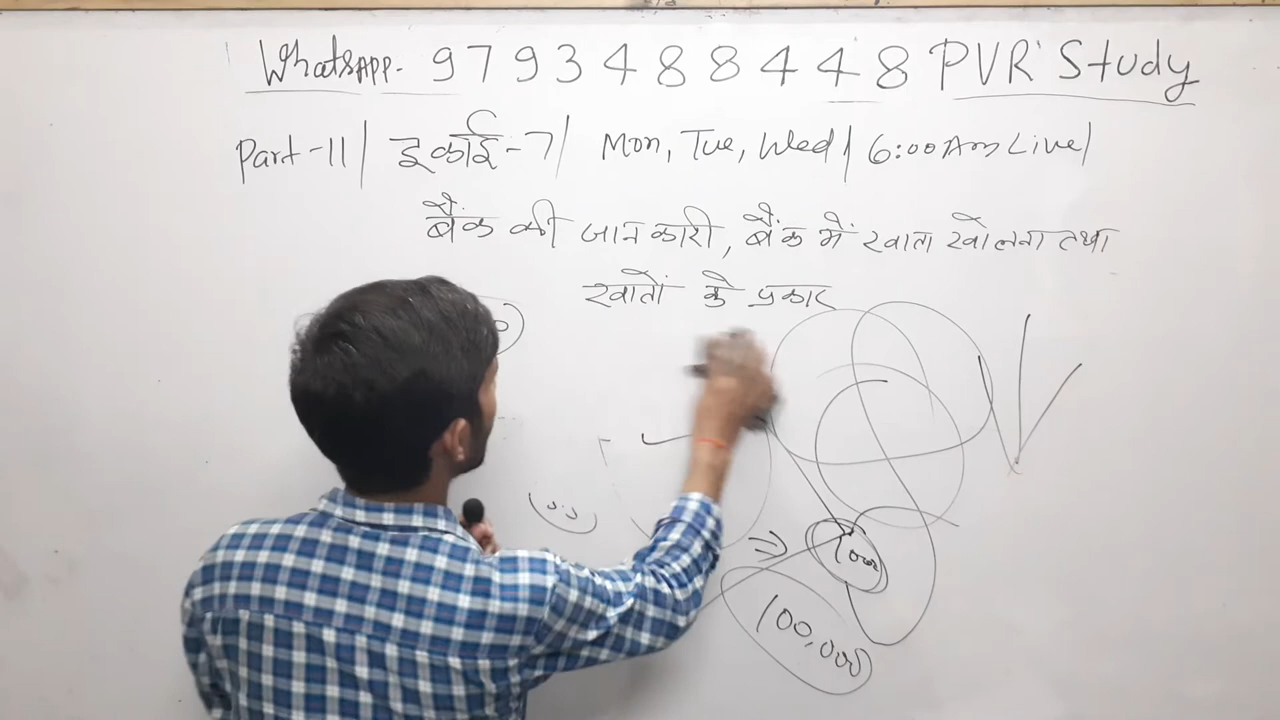 WhatsAPP- 9793488448 PVR Study
Part-11/ इकाई-7/ Mon, Tue, Wed/ 6:00Am Live/
बैंक की जानकारी, बैंक में खाता खोलना तथा
खातों के प्रकार
100,000